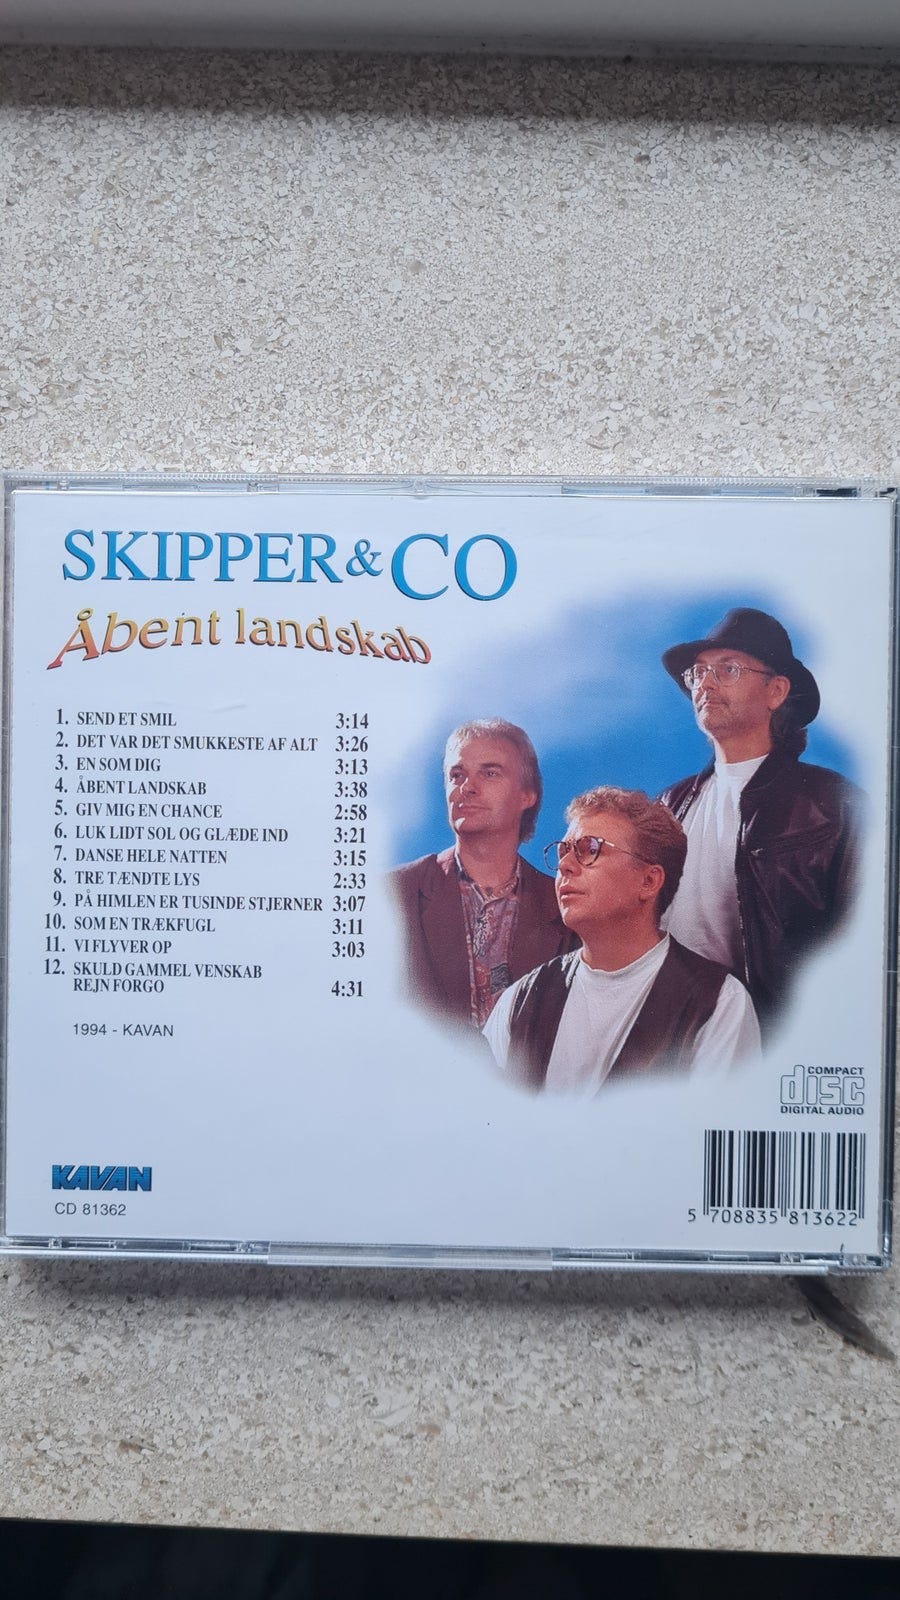 SKIPPER & CO
Åbent landskab
1. SEND ET SMIL 3:14
2. DET VAR DET SMUKKESTE AF ALT 3:26
3. EN SOM DIG 3:13
4. ÅBENT LANDSKAB 3:38
5. GIV MIG EN CHANCE 2:58
6. LUK LIDT SOL OG GLÆDE IND 3:21
7. DANSE HELE NATTEN 3:15
8. TRE TÆNDTE LYS 2:33
9. PÅ HIMLEN ER TUSINDE STJERNER 3:07
10. SOM EN TRÆKFUGL 3:11
11. VI FLYVER OP 3:03
12. SKULD GAMMEL VENSKAB
REJN FORGO 4:31
1994 - KAVAN
COMPACT
disc
DIGITAL AUDIO
KAVAN
CD 81362
5 708835 813622